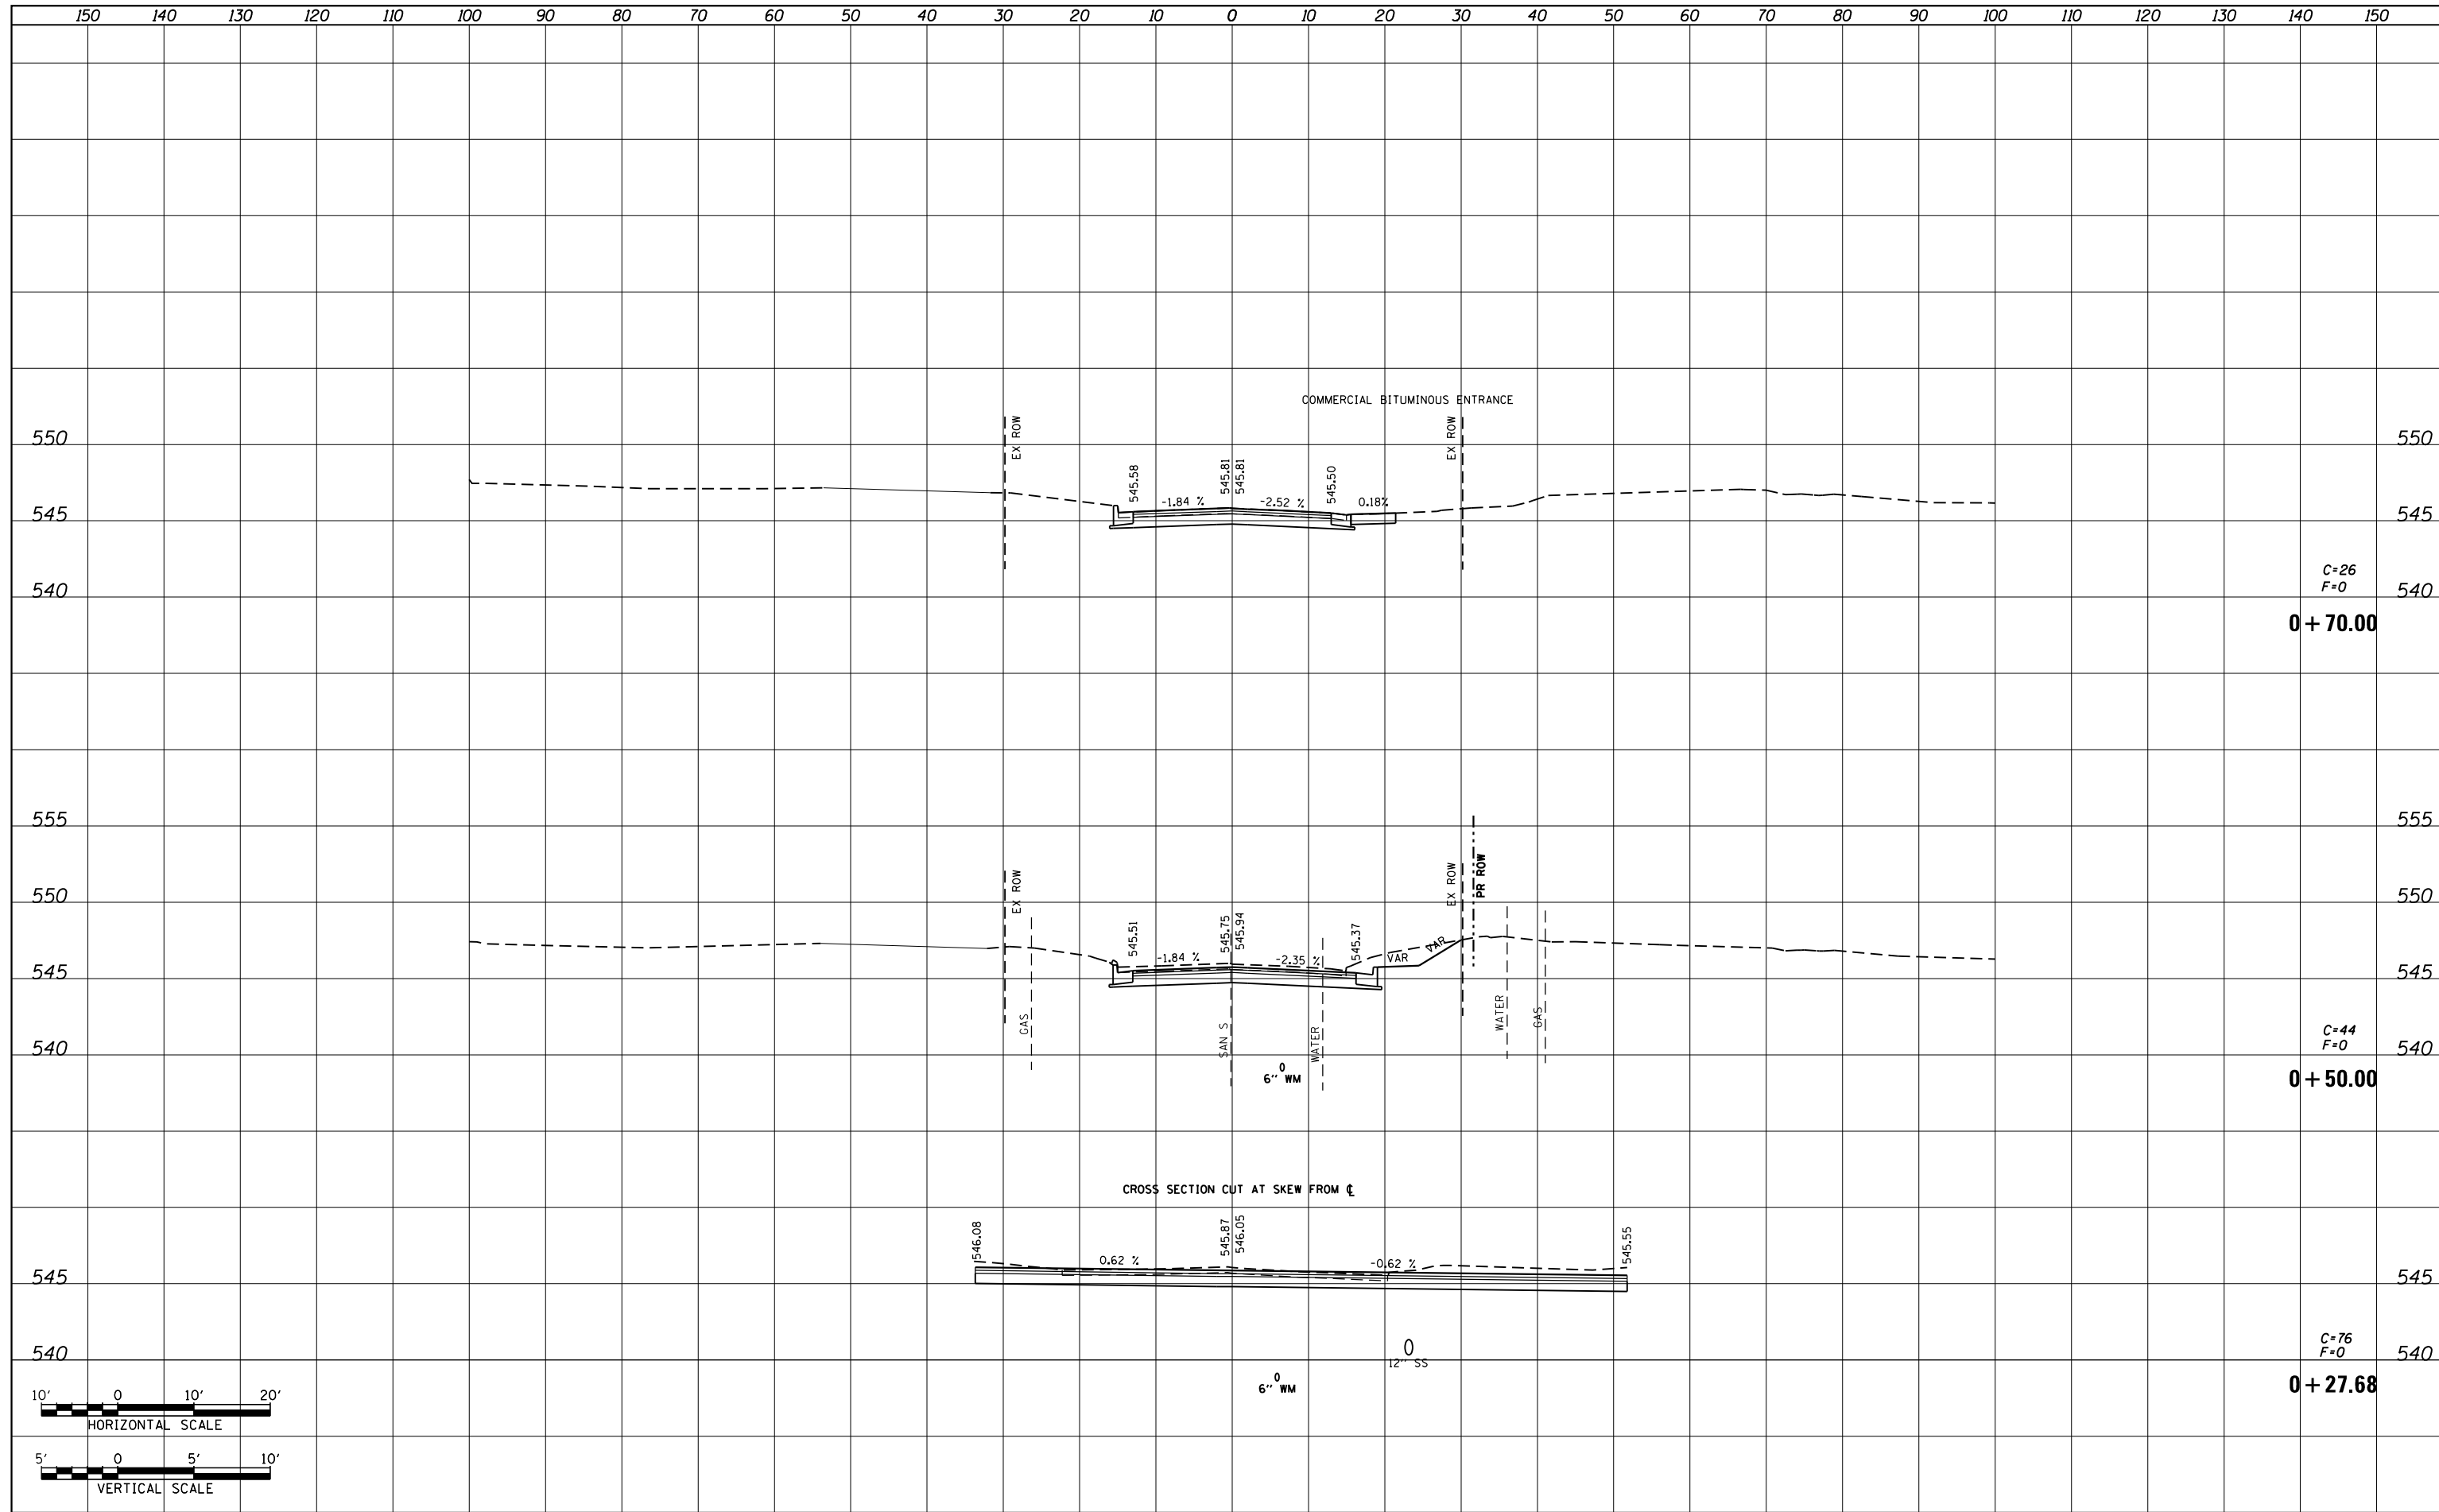 150 140 130 120 110 100 90 80 70 60 50 40 30 20 10 0 10 20 30 40 50 60 70 80 90 100 110 120 130 140 150
COMMERCIAL BITUMINOUS ENTRANCE
EX ROW
EX ROW
550 550
545.58
545.81
545.81
545.50
-1.84 %
-2.52 %
0.18%
545 545
C=26
F=0
540 540
0+70.00
555 555
EX ROW
EX ROW
PR ROW
550 550
545.51
545.75
545.94
545.37
-1.84 %
-2.35 %
VAR
VAR
545 545
GAS
SAN S
WATER
WATER
GAS
C=44
F=0
540 540
6'' WM
0+50.00
CROSS SECTION CUT AT SKEW FROM ℄
546.08
545.87
546.05
545.55
0.62 %
-0.62 %
545 545
C=76
F=0
540 540
12'' SS
6'' WM
0+27.68
10' 0 10' 20'
HORIZONTAL SCALE
5' 0 5' 10'
VERTICAL SCALE